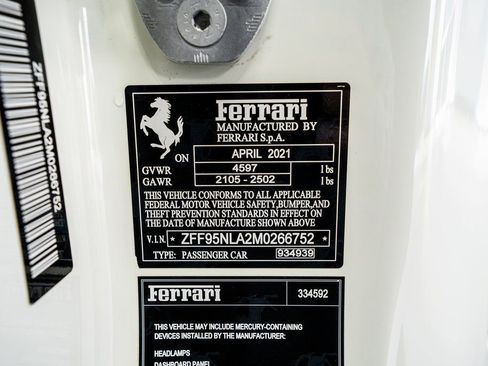 ZFF95NLA2M0266752
Ferrari
MANUFACTURED BY
FERRARI S.p.A.
ON APRIL 2021
GVWR 4597 lbs
GAWR 2105 - 2502 lbs
THIS VEHICLE CONFORMS TO ALL APPLICABLE
FEDERAL MOTOR VEHICLE SAFETY,BUMPER,AND
THEFT PREVENTION STANDARDS IN EFFECT ON
THE DATE OF MANUFACTURE SHOWN ABOVE
V.I.N. * ZFF95NLA2M0266752 *
TYPE: PASSENGER CAR 934939
Ferrari 334592
THIS VEHICLE MAY INCLUDE MERCURY-CONTAINING
DEVICES INSTALLED BY THE MANUFACTURER:
HEADLAMPS
DASHBOARD PANEL